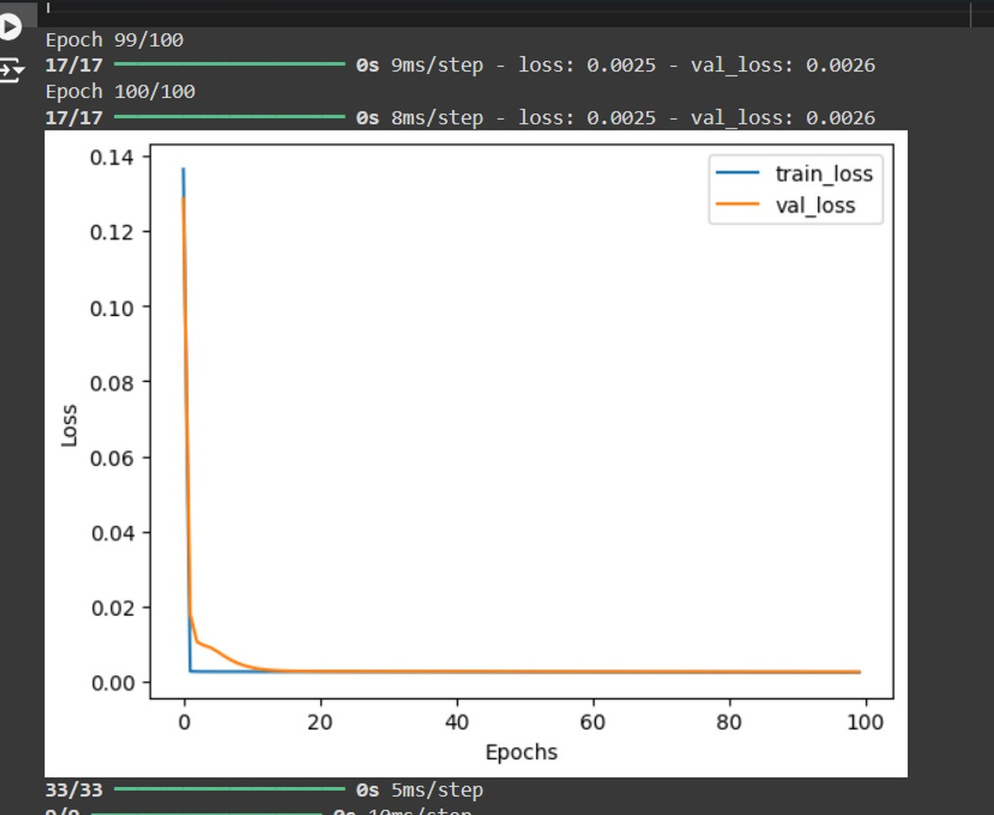 Epoch 99/100
17/17 ━━━━━━━━━━━━━━━━━━━━ 0s 9ms/step - loss: 0.0025 - val_loss: 0.0026
Epoch 100/100
17/17 ━━━━━━━━━━━━━━━━━━━━ 0s 8ms/step - loss: 0.0025 - val_loss: 0.0026
train_loss
val_loss
0.14
0.12
0.10
0.08
0.06
0.04
0.02
0.00
Loss
0 20 40 60 80 100
Epochs
33/33 ━━━━━━━━━━━━━━━━━━━━ 0s 5ms/step